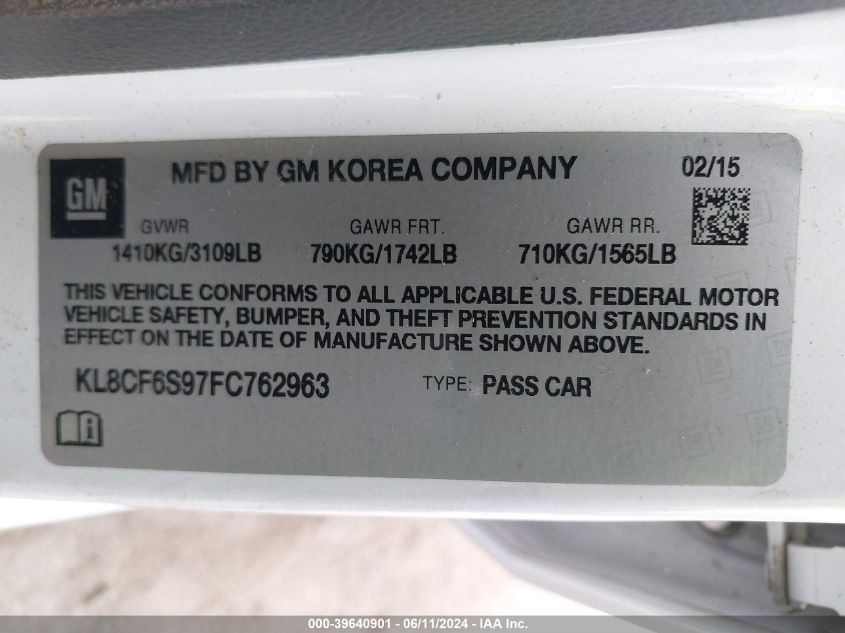 MFD BY GM KOREA COMPANY 02/15
GM
GVWR GAWR FRT. GAWR RR.
1410KG/3109LB 790KG/1742LB 710KG/1565LB
THIS VEHICLE CONFORMS TO ALL APPLICABLE U.S. FEDERAL MOTOR
VEHICLE SAFETY, BUMPER, AND THEFT PREVENTION STANDARDS IN
EFFECT ON THE DATE OF MANUFACTURE SHOWN ABOVE.
KL8CF6S97FC762963 TYPE: PASS CAR
000-39640901 - 06/11/2024 - IAA Inc.